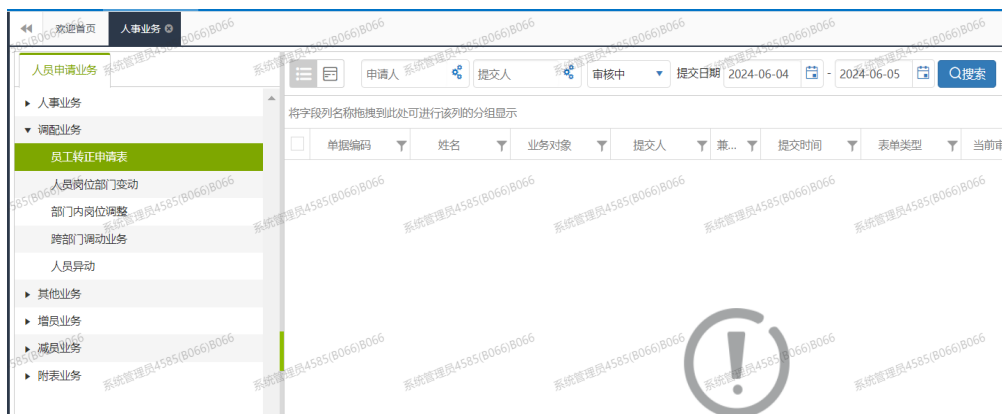 欢迎首页 人事业务
人员申请业务
申请人 提交人 审核中 提交日期 2024-06-04 - 2024-06-05 搜索
人事业务
将字段列名称拖拽到此处可进行该列的分组显示
调配业务
单据编码 姓名 业务对象 提交人 兼... 提交时间 表单类型 当前审
员工转正申请表
人员岗位部门变动
部门内岗位调整
跨部门调动业务
人员异动
其他业务
增员业务
减员业务
附表业务
系统管理员4585(B066)B066